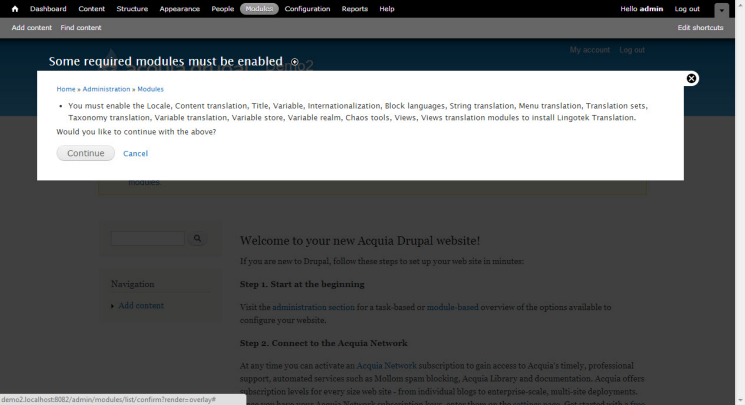 Dashboard Content Structure Appearance People Modules Configuration Reports Help Hello admin Log out
Add content Find content Edit shortcuts
My account Log out
Some required modules must be enabled
Home » Administration » Modules
• You must enable the Locale, Content translation, Title, Variable, Internationalization, Block languages, String translation, Menu translation, Translation sets,
Taxonomy translation, Variable translation, Variable store, Variable realm, Chaos tools, Views, Views translation modules to install Lingotek Translation.
Would you like to continue with the above?
Continue Cancel
modules.
Welcome to your new Acquia Drupal website!
If you are new to Drupal, follow these steps to set up your web site in minutes:
Navigation
Step 1. Start at the beginning
Add content
Visit the administration section for a task-based or module-based overview of the options available to
configure your website.
Step 2. Connect to the Acquia Network
At any time you can activate an Acquia Network subscription to gain access to Acquia's timely, professional
support, automated services such as Mollom spam blocking, Acquia Library and documentation. Acquia offers
subscription levels for every size web site - from individual blogs to enterprise-scale, multi-site deployments.
demo2.localhost:8082/admin/modules/list/confirm?render=overlay#